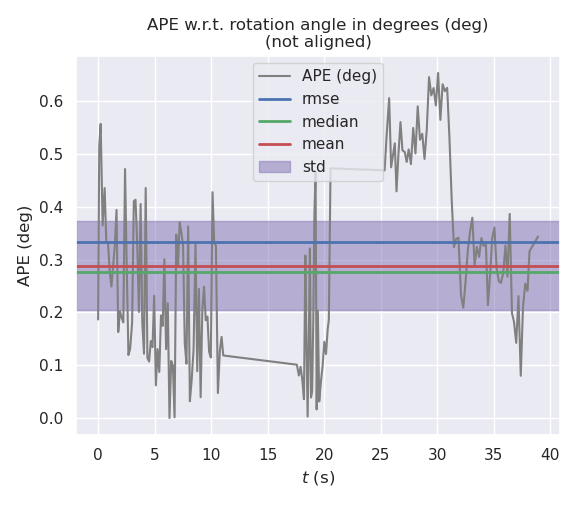 APE w.r.t. rotation angle in degrees (deg)
(not aligned)
APE (deg)
rmse
median
mean
std
APE (deg)
0.6
0.5
0.4
0.3
0.2
0.1
0.0
0 5 10 15 20 25 30 35 40
t (s)